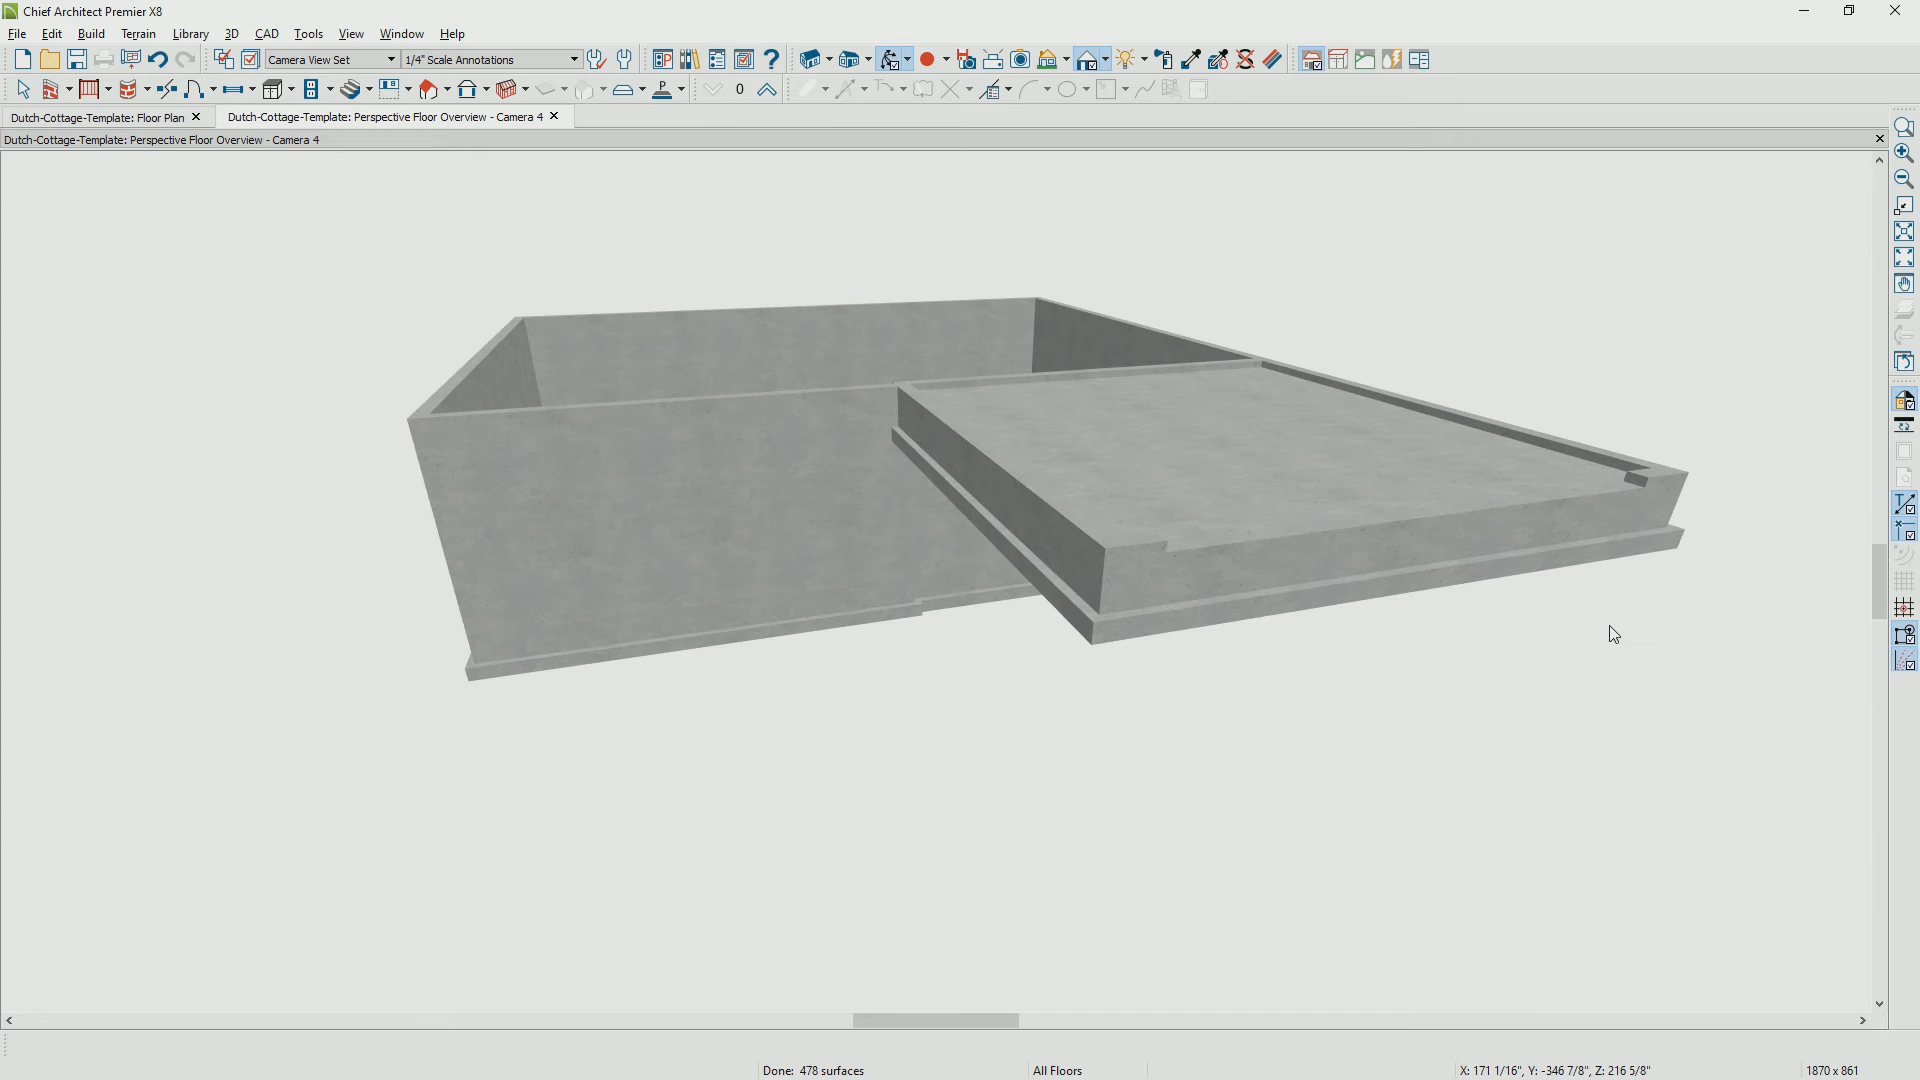 Chief Architect Premier X8
File Edit Build Terrain Library 3D CAD Tools View Window Help
Camera View Set 1/4" Scale Annotations
P 0
Dutch-Cottage-Template: Floor Plan Dutch-Cottage-Template: Perspective Floor Overview - Camera 4
Dutch-Cottage-Template: Perspective Floor Overview - Camera 4
Done: 478 surfaces All Floors X: 171 1/16", Y: -346 7/8", Z: 216 5/8" 1870 x 861